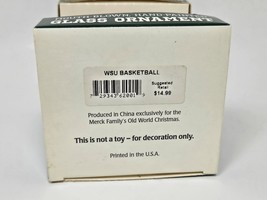 GLASS ORNAMENT
WSU BASKETBALL
Suggested
Retail
$14.99
Produced in China exclusively for the
Merck Family's Old World Christmas.
This is not a toy – for decoration only.
Printed in the U.S.A.